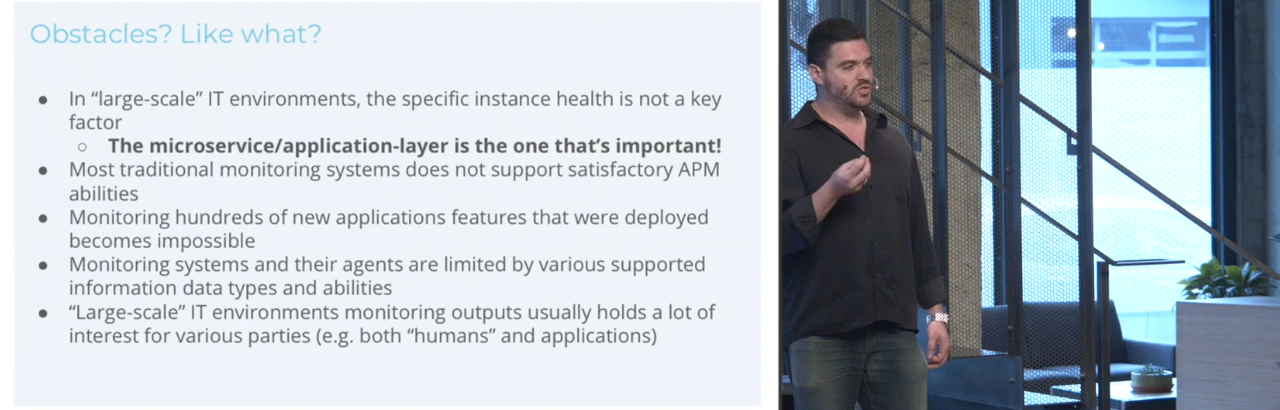 Obstacles? Like what?
● In “large-scale” IT environments, the specific instance health is not a key
factor
○ The microservice/application-layer is the one that’s important!
● Most traditional monitoring systems does not support satisfactory APM
abilities
● Monitoring hundreds of new applications features that were deployed
becomes impossible
● Monitoring systems and their agents are limited by various supported
information data types and abilities
● “Large-scale” IT environments monitoring outputs usually holds a lot of
interest for various parties (e.g. both “humans” and applications)